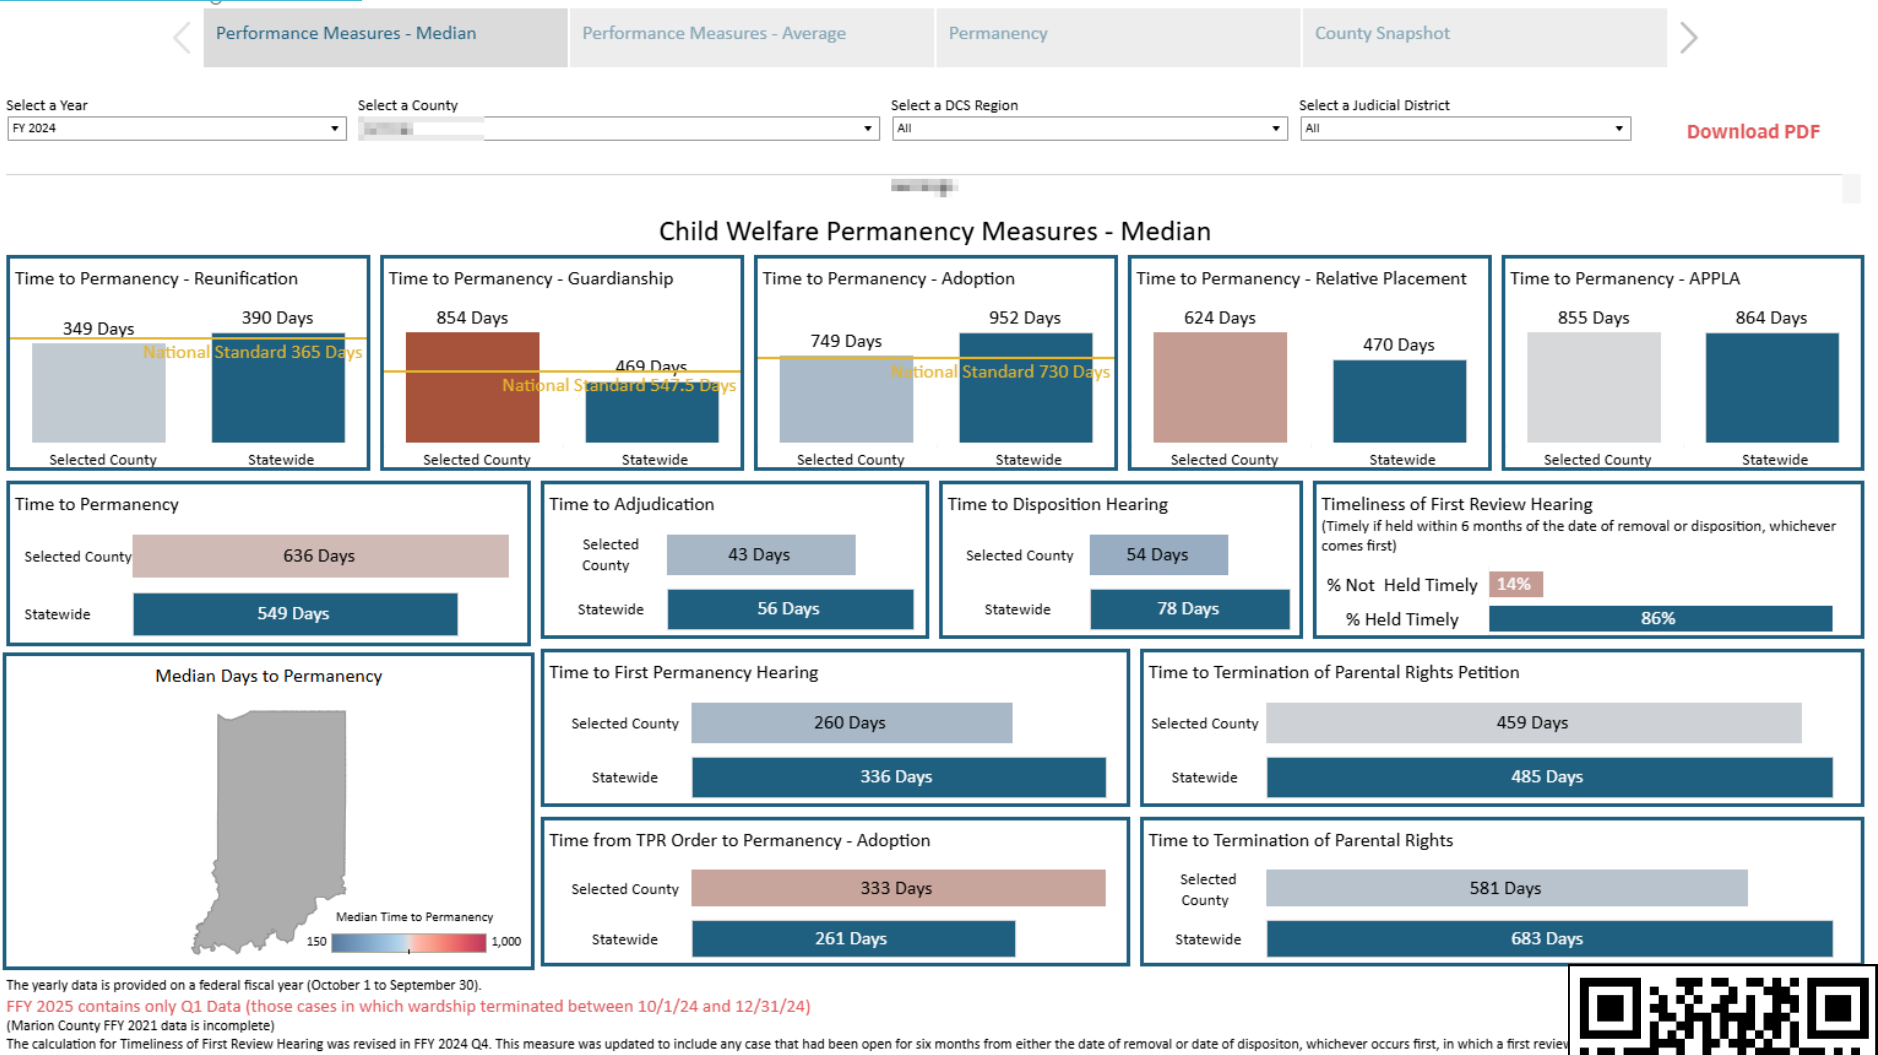 Performance Measures - Median
Performance Measures - Average
Permanency
County Snapshot
Select a Year
Select a County
Select a DCS Region
Select a Judicial District
FY 2024
All
All
Download PDF
Child Welfare Permanency Measures - Median
Time to Permanency - Reunification
349 Days
390 Days
National Standard 365 Days
Selected County
Statewide
Time to Permanency - Guardianship
854 Days
469 Days
National Standard 547.5 Days
Selected County
Statewide
Time to Permanency - Adoption
749 Days
952 Days
National Standard 730 Days
Selected County
Statewide
Time to Permanency - Relative Placement
624 Days
470 Days
Selected County
Statewide
Time to Permanency - APPLA
855 Days
864 Days
Selected County
Statewide
Time to Permanency
Selected County
636 Days
Statewide
549 Days
Time to Adjudication
Selected
County
43 Days
Statewide
56 Days
Time to Disposition Hearing
Selected County
54 Days
Statewide
78 Days
Timeliness of First Review Hearing
(Timely if held within 6 months of the date of removal or disposition, whichever
comes first)
% Not Held Timely
14%
% Held Timely
86%
Median Days to Permanency
Median Time to Permanency
150
1,000
Time to First Permanency Hearing
Selected County
260 Days
Statewide
336 Days
Time to Termination of Parental Rights Petition
Selected County
459 Days
Statewide
485 Days
Time from TPR Order to Permanency - Adoption
Selected County
333 Days
Statewide
261 Days
Time to Termination of Parental Rights
Selected
County
581 Days
Statewide
683 Days
The yearly data is provided on a federal fiscal year (October 1 to September 30).
FFY 2025 contains only Q1 Data (those cases in which wardship terminated between 10/1/24 and 12/31/24)
(Marion County FFY 2021 data is incomplete)
The calculation for Timeliness of First Review Hearing was revised in FFY 2024 Q4. This measure was updated to include any case that had been open for six months from either the date of removal or date of dispositon, whichever occurs first, in which a first review